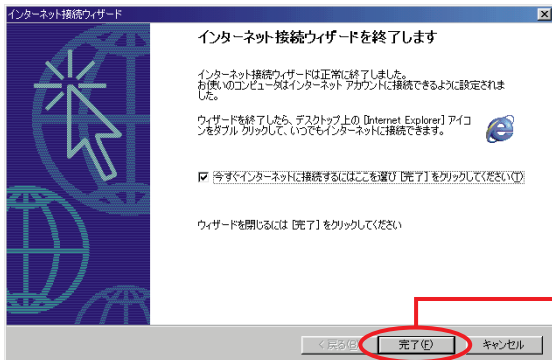 インターネット接続ウィザード
インターネット接続ウィザードを終了します
インターネット接続ウィザードは正常に終了しました。
お使いのコンピュータはインターネット アカウントに接続できるように設定されま
した。
ウィザードを終了したら、デスクトップ上の [Internet Explorer] アイコ
ンをダブル クリックして、いつでもインターネットに接続できます。
今すぐインターネットに接続するにはここを選び [完了] をクリックしてください(T)
ウィザードを閉じるには [完了] をクリックしてください
< 戻る(B) 完了(F) キャンセル